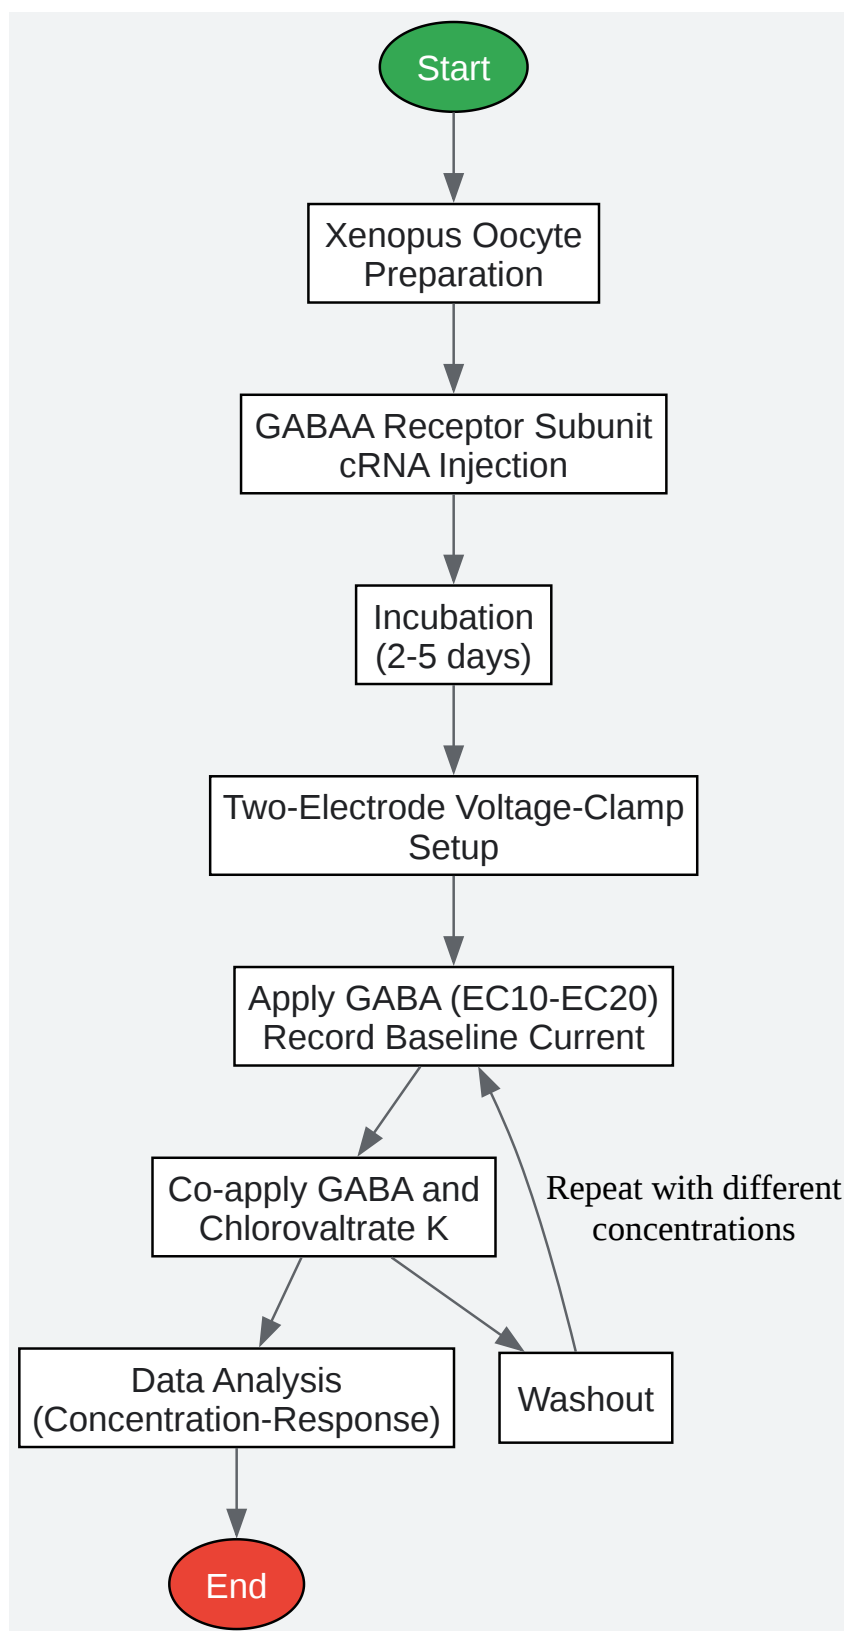 Start
Xenopus Oocyte
Preparation
GABAA Receptor Subunit
cRNA Injection
Incubation
(2-5 days)
Two-Electrode Voltage-Clamp
Setup
Apply GABA (EC10-EC20)
Record Baseline Current
Co-apply GABA and
Chlorovaltrate K
Repeat with different
concentrations
Data Analysis
(Concentration-Response)
Washout
End